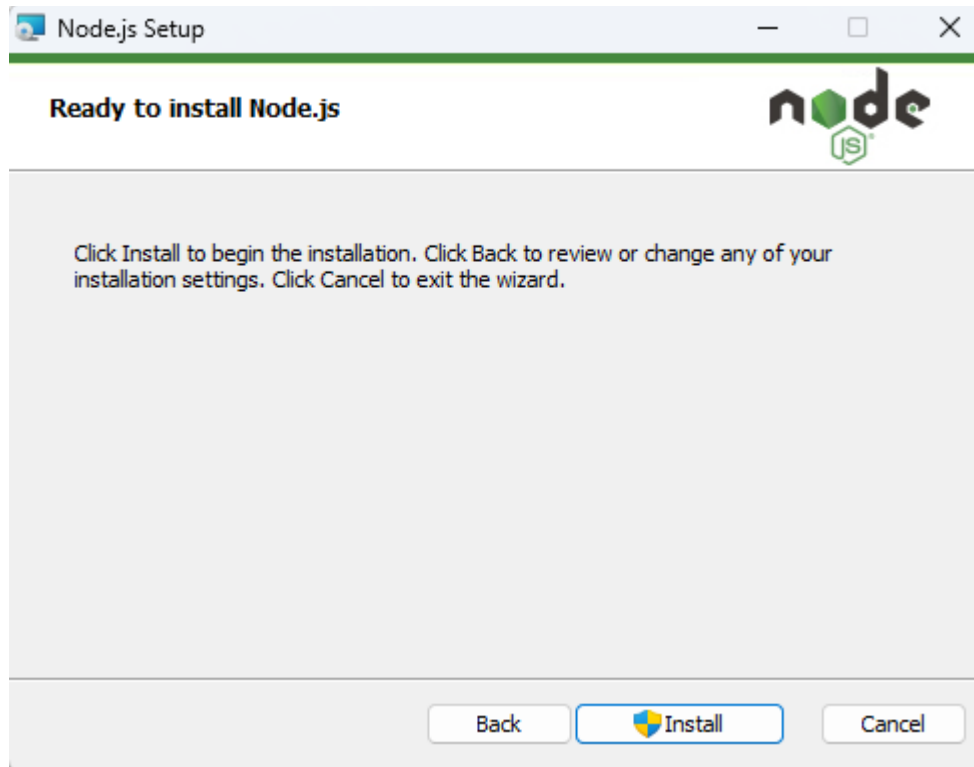 Node.js Setup
Ready to install Node.js
node
JS
Click Install to begin the installation. Click Back to review or change any of your
installation settings. Click Cancel to exit the wizard.
Back
Install
Cancel